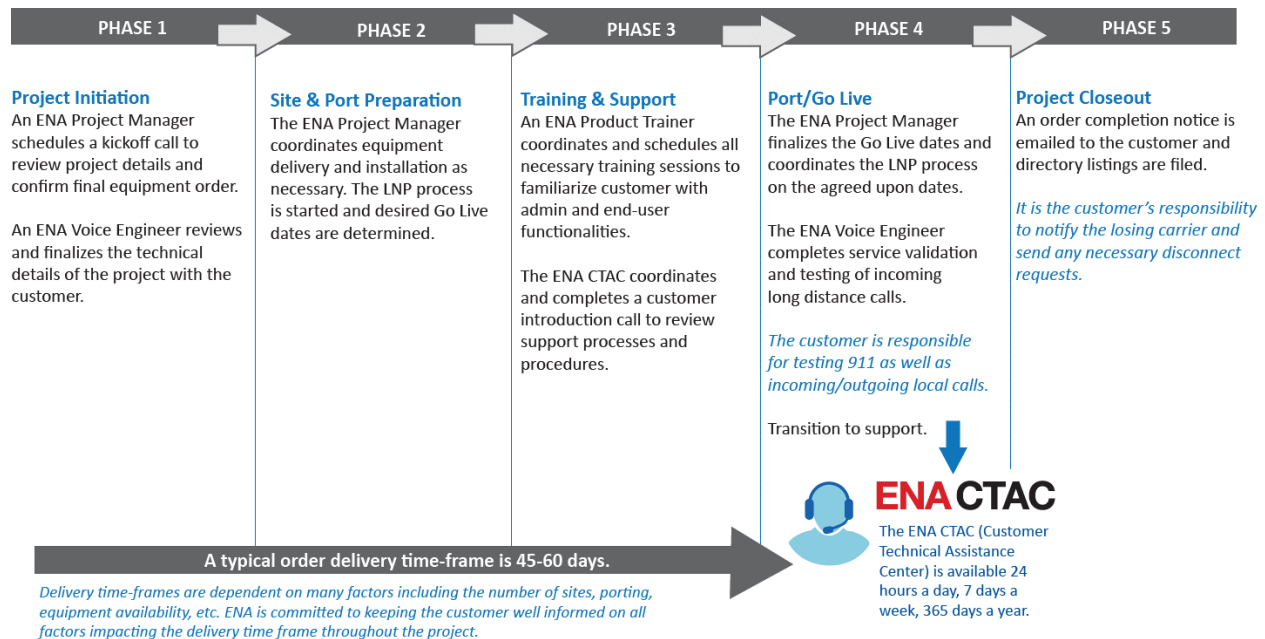 PHASE 1
PHASE 2
PHASE 3
PHASE 4
PHASE 5
Project Initiation
An ENA Project Manager
schedules a kickoff call to
review project details and
confirm final equipment order.
An ENA Voice Engineer reviews
and finalizes the technical
details of the project with the
customer.
Site & Port Preparation
The ENA Project Manager
coordinates equipment
delivery and installation as
necessary. The LNP process
is started and desired Go Live
dates are determined.
Training & Support
An ENA Product Trainer
coordinates and schedules all
necessary training sessions to
familiarize customer with
admin and end-user
functionalities.
The ENA CTAC coordinates
and completes a customer
introduction call to review
support processes and
procedures.
Port/Go Live
The ENA Project Manager
finalizes the Go Live dates and
coordinates the LNP process
on the agreed upon dates.
The ENA Voice Engineer
completes service validation
and testing of incoming
long distance calls.
The customer is responsible
for testing 911 as well as
incoming/outgoing local calls.
Transition to support.
Project Closeout
An order completion notice is
emailed to the customer and
directory listings are filed.
It is the customer's responsibility
to notify the losing carrier and
send any necessary disconnect
requests.
ENA CTAC
The ENA CTAC (Customer
Technical Assistance
Center) is available 24
hours a day, 7 days a
week, 365 days a year.
A typical order delivery time-frame is 45-60 days.
Delivery time-frames are dependent on many factors including the number of sites, porting,
equipment availability, etc. ENA is committed to keeping the customer well informed on all
factors impacting the delivery time frame throughout the project.